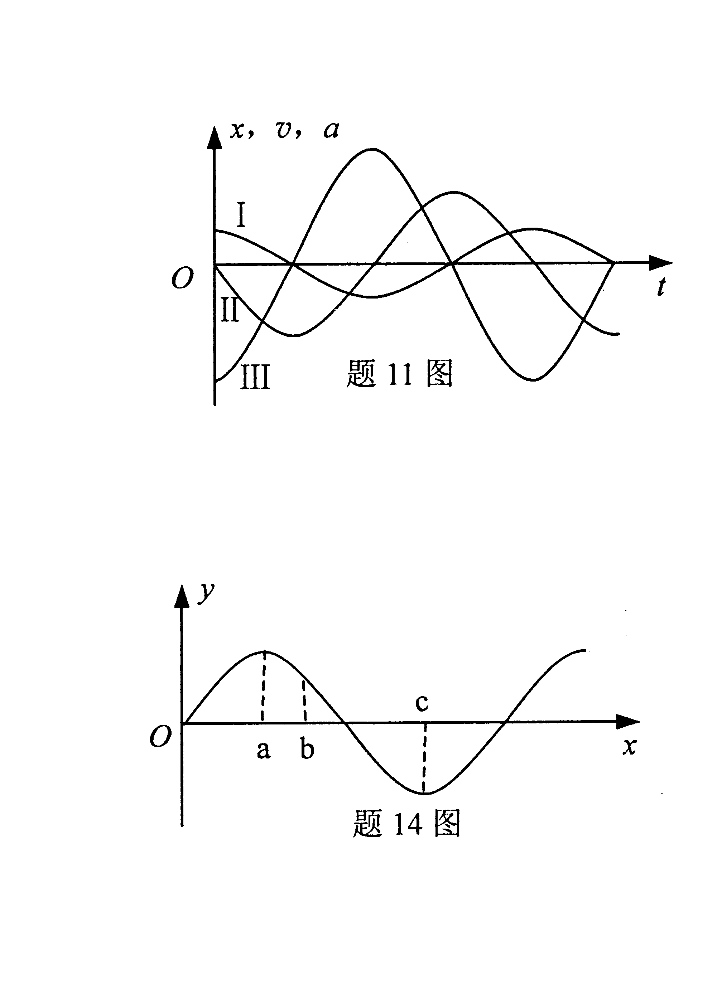 x, v, a
I
O
t
II
III
题 11 图
y
c
O
a b
x
题 14 图